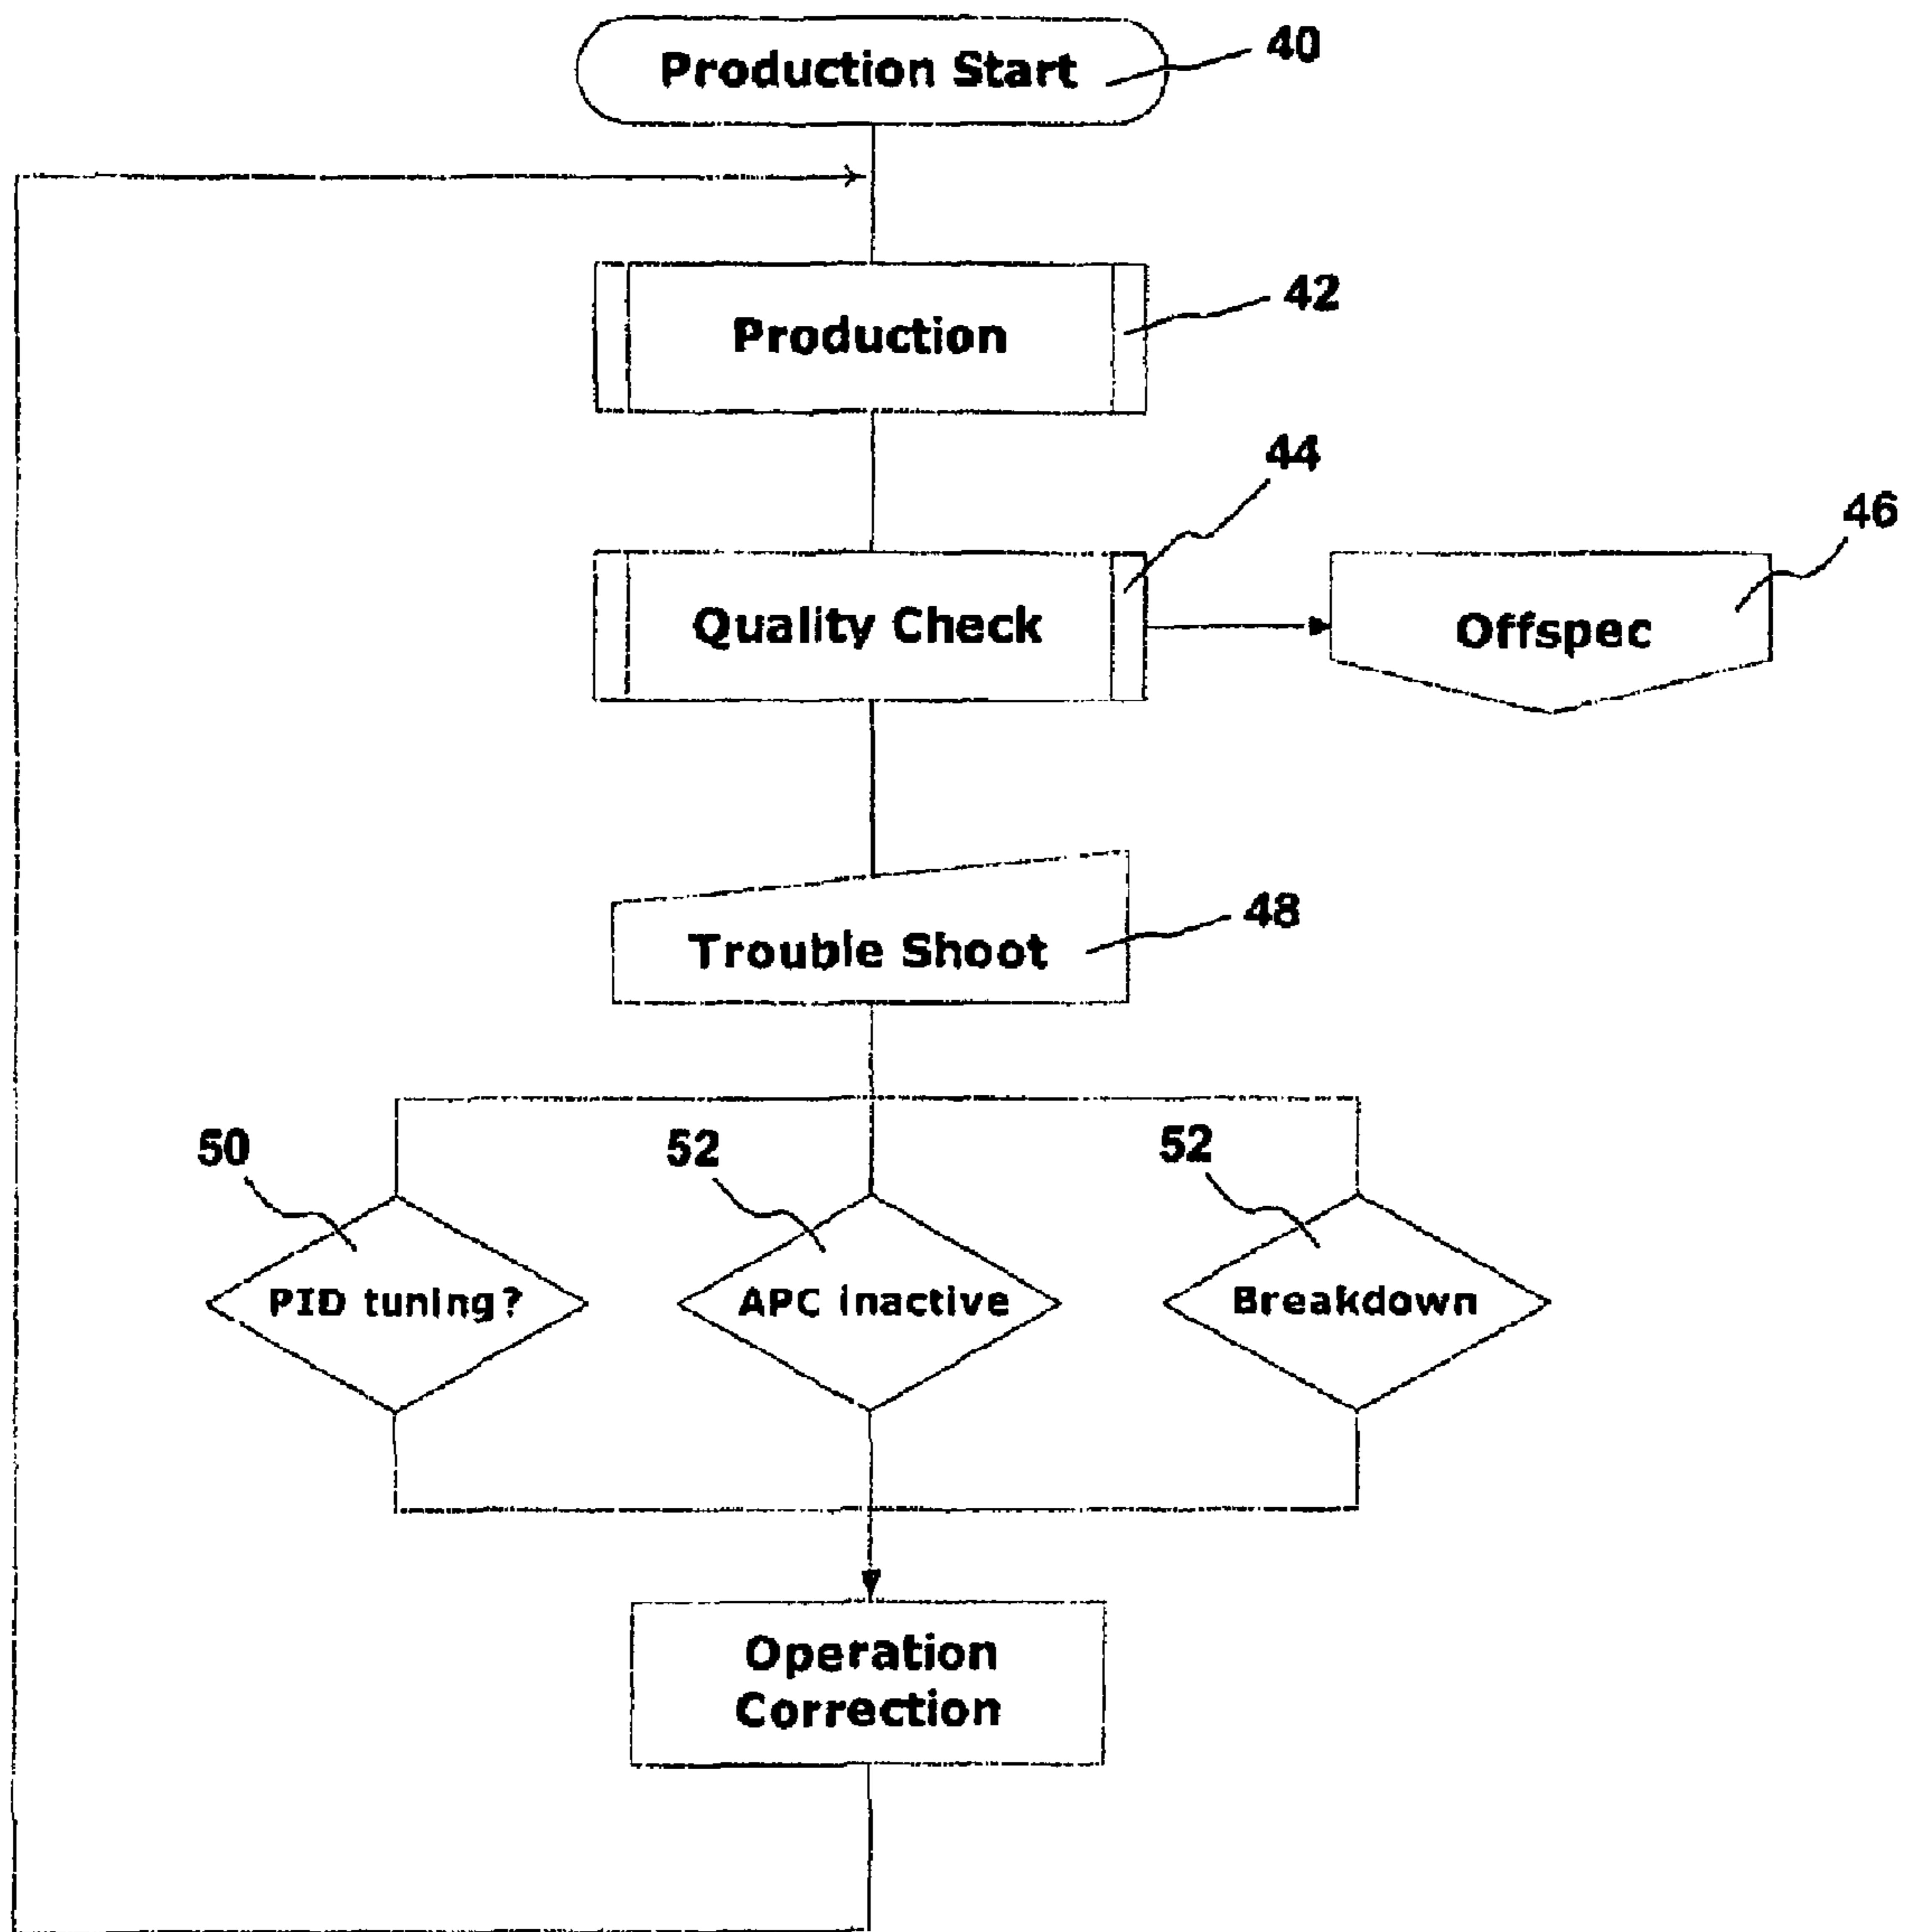 Production Start
40
Production
42
44
Quality Check
46
Offspec
Trouble Shoot
48
50
52
52
PID tuning?
APC inactive
Breakdown
Operation
Correction